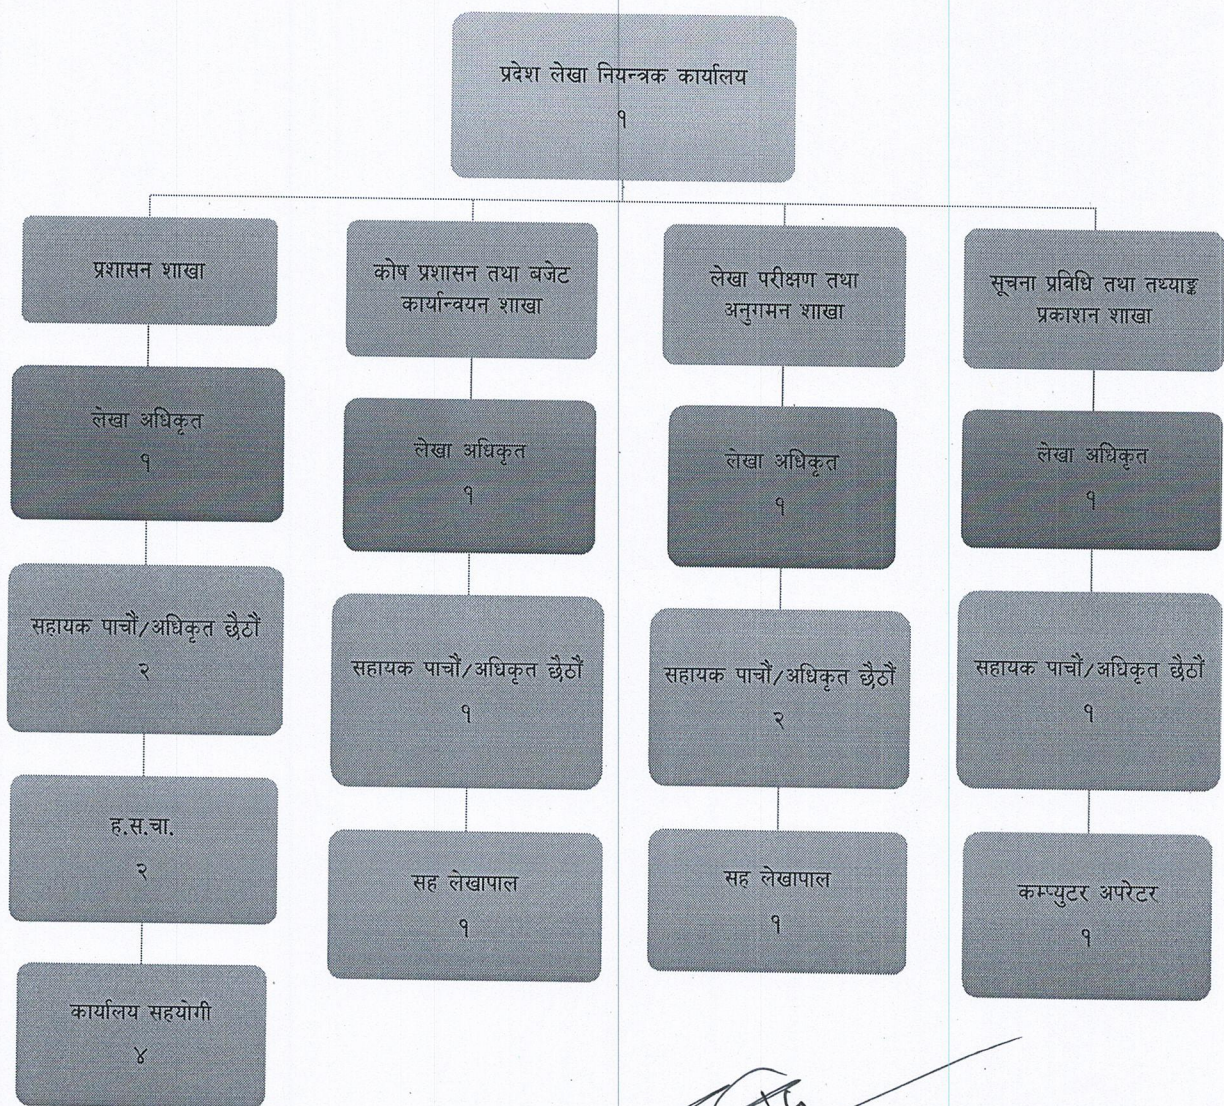 प्रदेश लेखा नियन्त्रक कार्यालय
१
प्रशासन शाखा
लेखा अधिकृत
१
सहायक पाचौं/अधिकृत छैठौं
२
ह.स.चा.
२
कार्यालय सहयोगी
४
कोष प्रशासन तथा बजेट
कार्यान्वयन शाखा
लेखा अधिकृत
१
सहायक पाचौं/अधिकृत छैठौं
१
सह लेखापाल
१
लेखा परीक्षण तथा
अनुगमन शाखा
लेखा अधिकृत
१
सहायक पाचौं/अधिकृत छैठौं
२
सह लेखापाल
१
सूचना प्रविधि तथा तथ्याङ्क
प्रकाशन शाखा
लेखा अधिकृत
१
सहायक पाचौं/अधिकृत छैठौं
१
कम्प्युटर अपरेटर
१